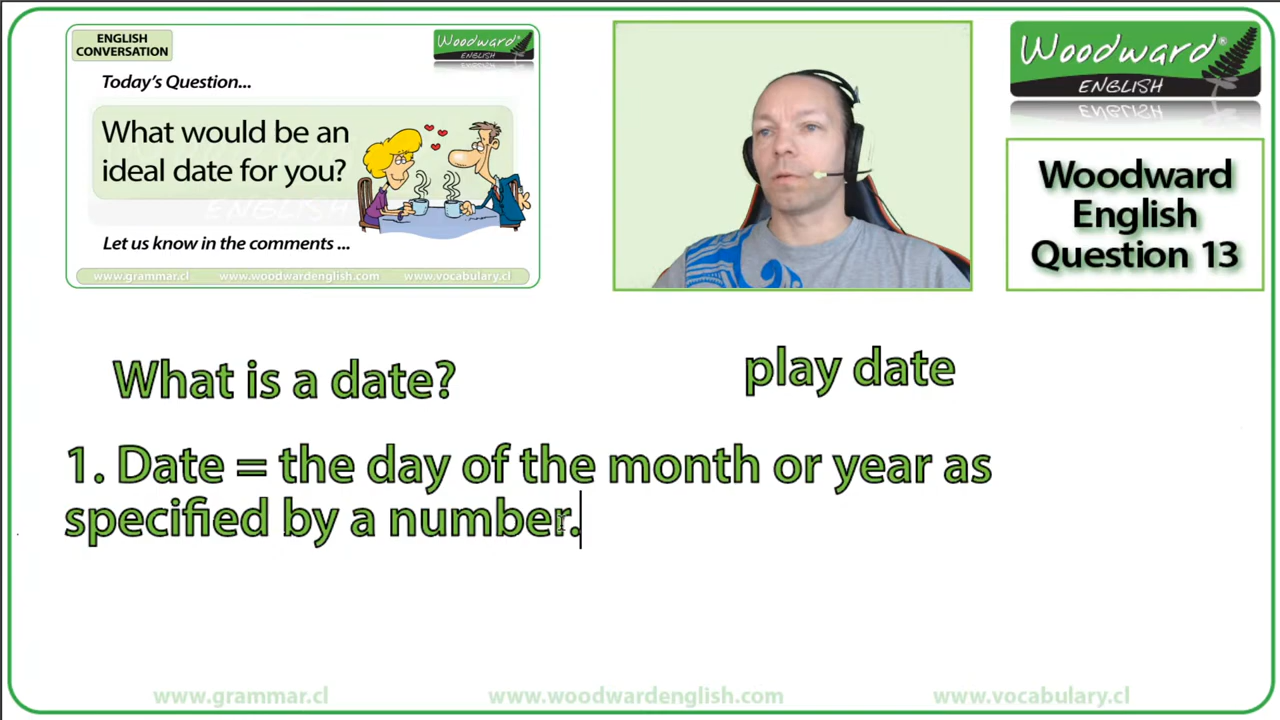 ENGLISH
CONVERSATION
Woodward
ENGLISH
Today's Question...
What would be an
ideal date for you?
Let us know in the comments ...
www.grammar.cl www.woodwardenglish.com www.vocabulary.cl
Woodward®
ENGLISH
Woodward
English
Question 13
What is a date?
play date
1. Date = the day of the month or year as
specified by a number.
www.grammar.cl www.woodwardenglish.com www.vocabulary.cl